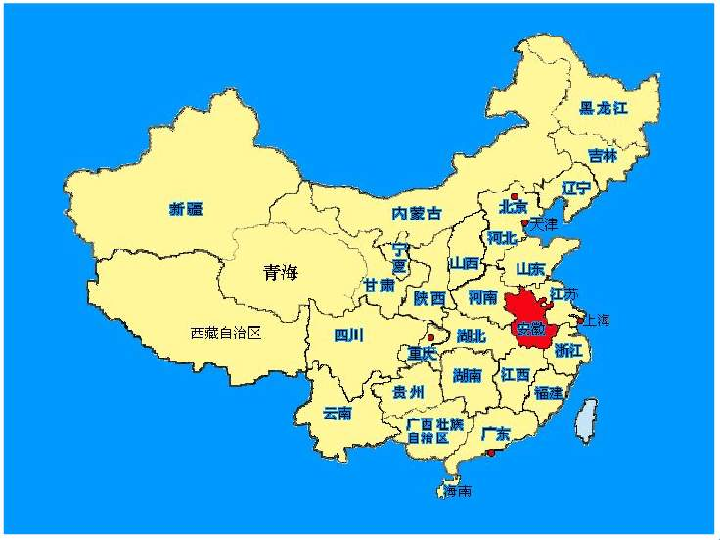 黑龙江
吉林
辽宁
新疆
内蒙古
北京
天津
河北
宁
夏
山西
山东
青海
甘肃
陕西
河南
江苏
上海
西藏自治区
四川
安徽
湖北
重庆
浙江
湖南
江西
贵州
福建
云南
广西壮族
自治区
广东
海南